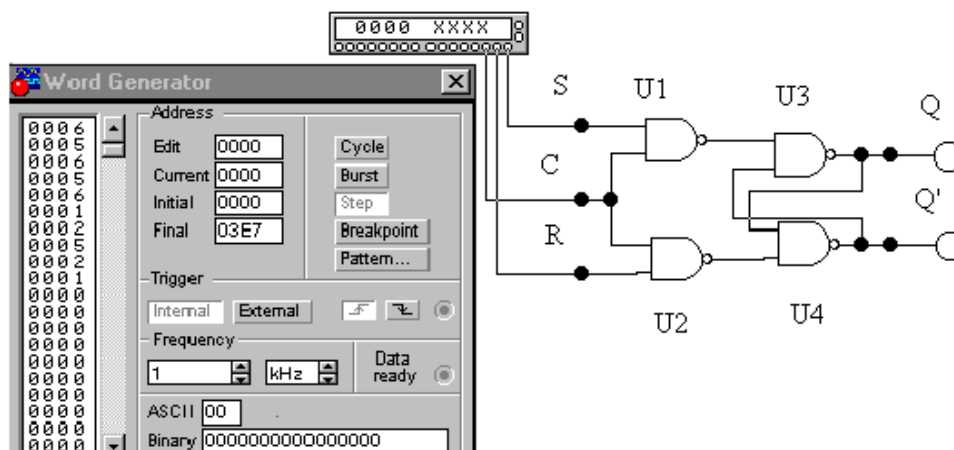 0000 XXXX
Word Generator
0006
0005
0006
0005
0006
0001
0002
0005
0002
0001
0000
0000
0000
0000
0000
0000
0000
0000
0000
0000
Address
Edit 0000
Current 0000
Initial 0000
Final 03E7
Cycle
Burst
Step
Breakpoint
Pattern...
Trigger
Internal External
Frequency
1 kHz
Data
ready
ASCII 00
Binary 0000000000000000
S U1 U3 Q
C
Q'
R
U2 U4